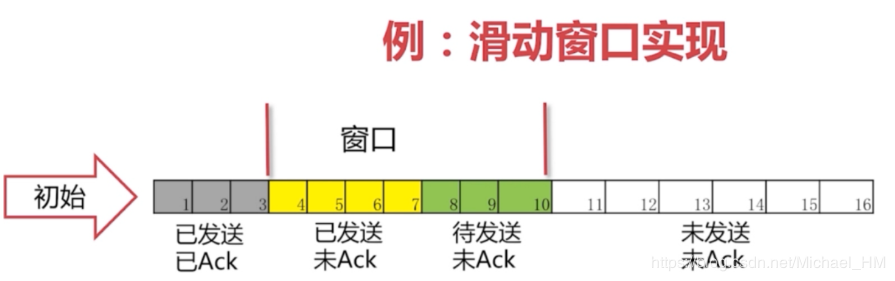 例：滑动窗口实现
窗口
初始
1 2 3 4 5 6 7 8 9 10 11 12 13 14 15 16
已发送 已发送 待发送 未发送
已Ack 未Ack 未Ack 未Ack
https://blog.csdn.net/Michael_HM